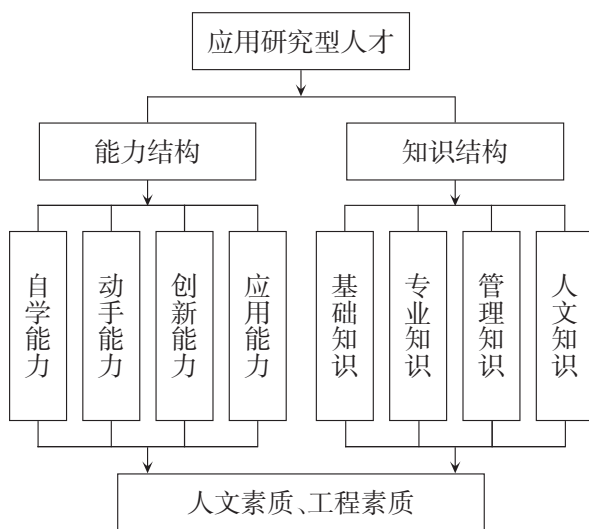 应用研究型人才
能力结构
知识结构
自学能力
动手能力
创新能力
应用能力
基础知识
专业知识
管理知识
人文知识
人文素质、工程素质